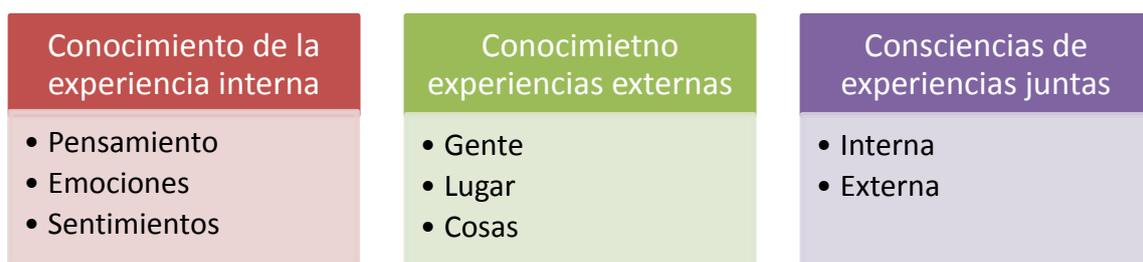 Conocimiento de la
experiencia interna
• Pensamiento
• Emociones
• Sentimientos
Conocimietno
experiencias externas
• Gente
• Lugar
• Cosas
Consciencias de
experiencias juntas
• Interna
• Externa